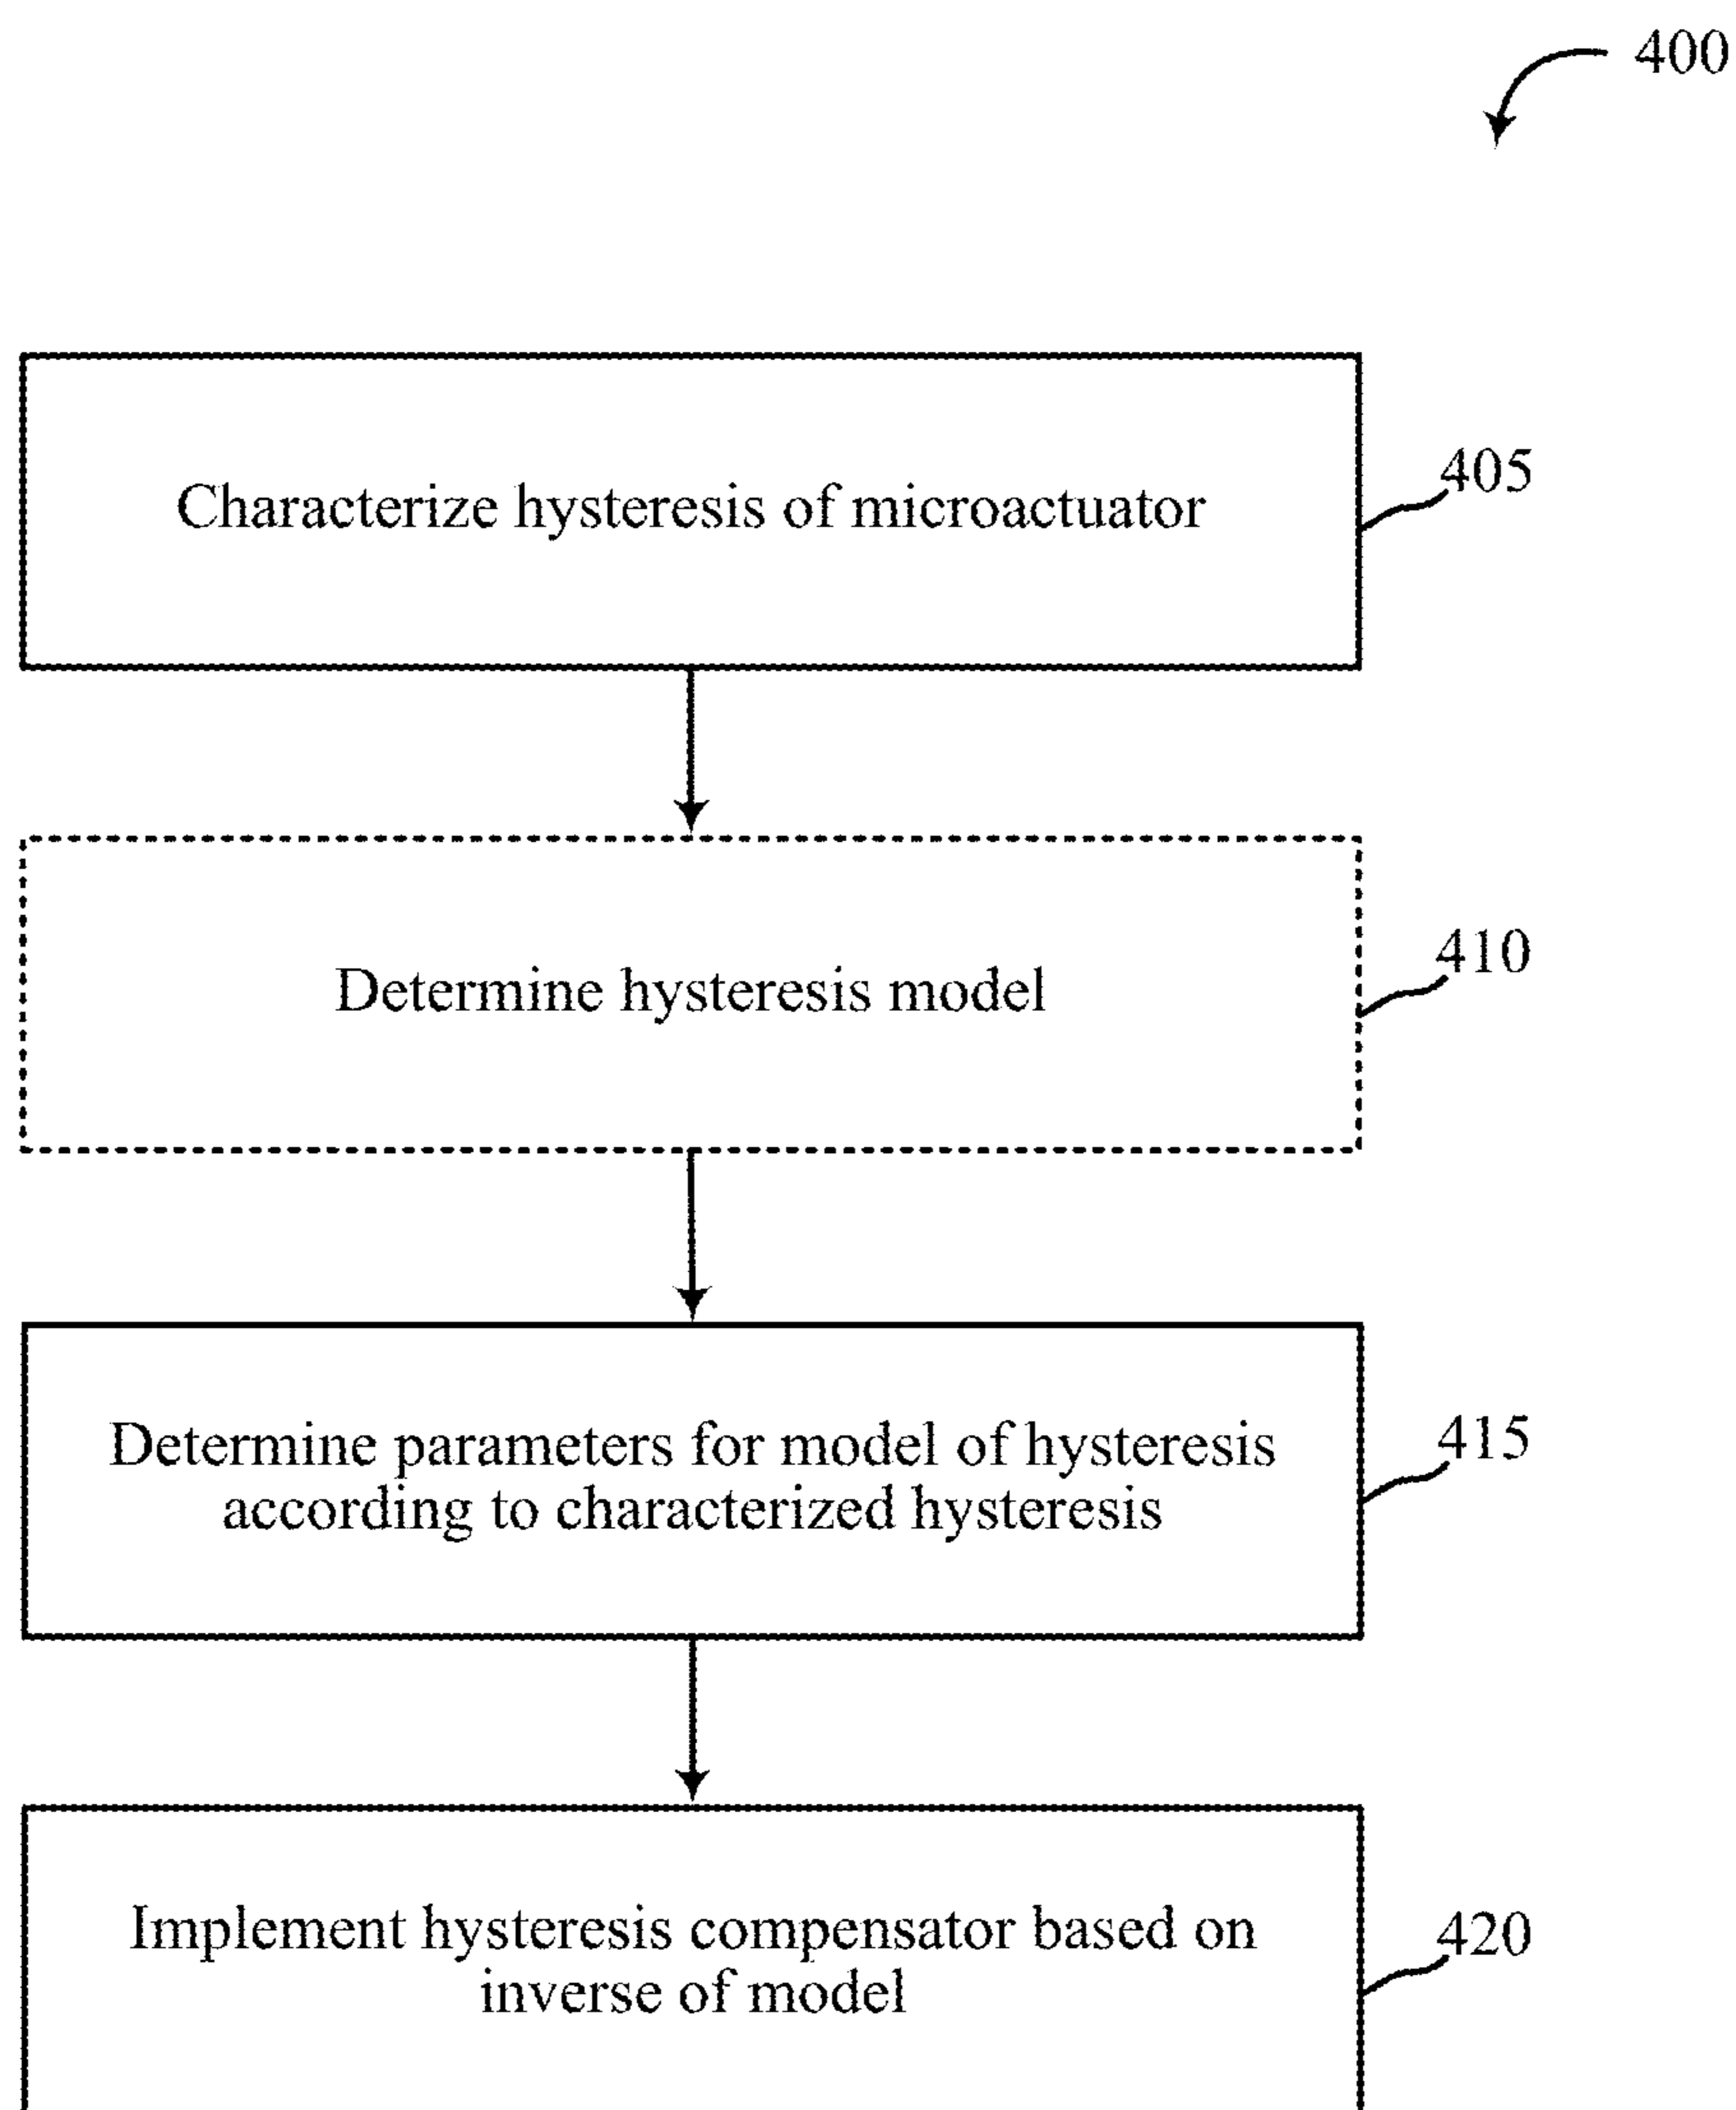 400
Characterize hysteresis of microactuator
405
Determine hysteresis model
410
Determine parameters for model of hysteresis
according to characterized hysteresis
415
Implement hysteresis compensator based on
inverse of model
420